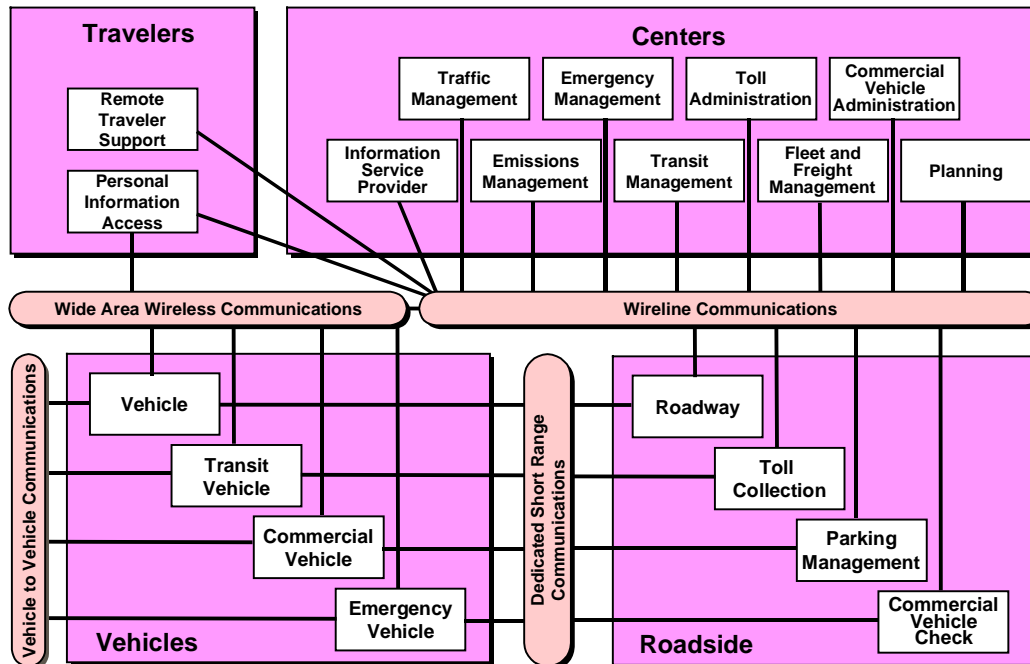 Travelers
Remote
Traveler
Support
Personal
Information
Access
Centers
Traffic
Management
Emergency
Management
Toll
Administration
Commercial
Vehicle
Administration
Information
Service
Provider
Emissions
Management
Transit
Management
Fleet and
Freight
Management
Planning
Wide Area Wireless Communications
Wireline Communications
Vehicle to Vehicle Communications
Vehicle
Transit
Vehicle
Commercial
Vehicle
Emergency
Vehicle
Vehicles
Dedicated Short Range
Communications
Roadway
Toll
Collection
Parking
Management
Commercial
Vehicle
Check
Roadside